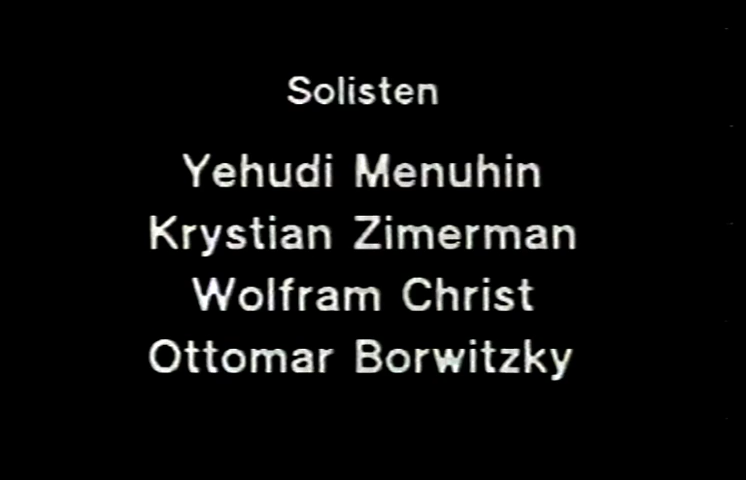 Solisten
Yehudi Menuhin
Krystian Zimerman
Wolfram Christ
Ottomar Borwitzky